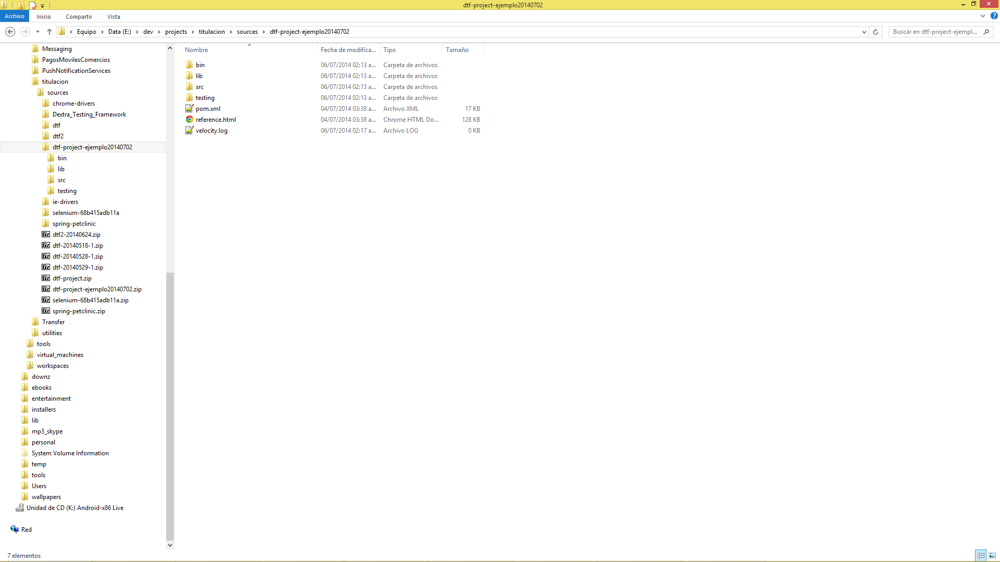 dtf-project-ejemplo20140702
Archivo Inicio Compartir Vista
Equipo Data (E:) dev projects titulacion sources dtf-project-ejemplo20140702
Buscar en dtf-project-ejempl...
Messaging
PagosMovilesComercios
PushNotificationServices
titulacion
sources
chrome-drivers
Dextra_Testing_Framework
dtf
dtf2
dtf-project-ejemplo20140702
bin
lib
src
testing
ie-drivers
selenium-68b415adb11a
spring-petclinic
dtf2-20140624.zip
dtf-20140518-1.zip
dtf-20140528-1.zip
dtf-20140529-1.zip
dtf-project.zip
dtf-project-ejemplo20140702.zip
selenium-68b415adb11a.zip
spring-petclinic.zip
Transfer
utilities
tools
virtual_machines
workspaces
downz
ebooks
entertainment
installers
lib
mp3_skype
personal
System Volume Information
temp
tools
Users
wallpapers
Unidad de CD (K:) Android-x86 Live
Red
Nombre Fecha de modifica... Tipo Tamaño
bin 06/07/2014 02:13 a... Carpeta de archivos
lib 06/07/2014 02:13 a... Carpeta de archivos
src 06/07/2014 02:13 a... Carpeta de archivos
testing 06/07/2014 02:13 a... Carpeta de archivos
pom.xml 04/07/2014 03:38 a... Archivo XML 17 KB
reference.html 04/07/2014 03:38 a... Chrome HTML Do... 128 KB
velocity.log 06/07/2014 02:17 a... Archivo LOG 0 KB
7 elementos